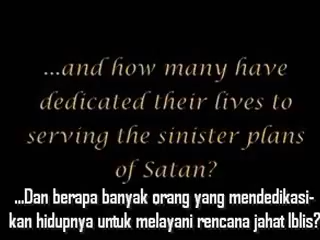 ...and how many have
dedicated their lives to
serving the sinister plans
of Satan?
...Dan berapa banyak orang yang mendedikasi-
kan hidupnya untuk melayani rencana jahat Iblis?